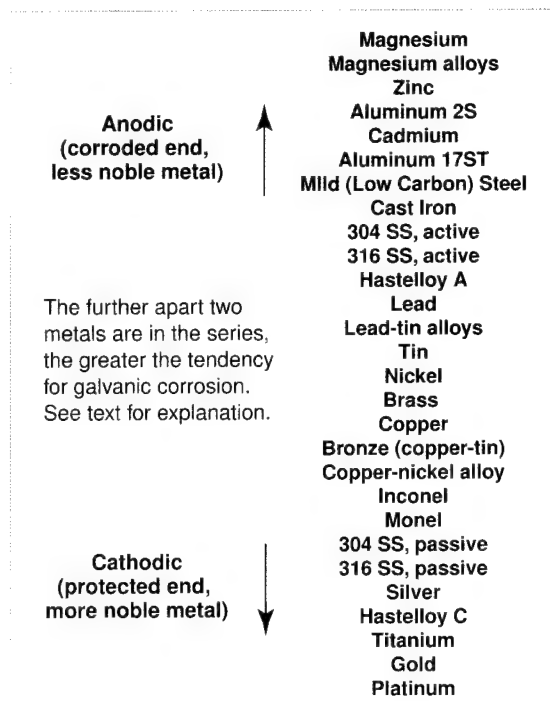 Magnesium
Magnesium alloys
Zinc
Aluminum 2S
Cadmium
Aluminum 17ST
Mild (Low Carbon) Steel
Cast Iron
304 SS, active
316 SS, active
Hastelloy A
Lead
Lead-tin alloys
Tin
Nickel
Brass
Copper
Bronze (copper-tin)
Copper-nickel alloy
Inconel
Monel
304 SS, passive
316 SS, passive
Silver
Hastelloy C
Titanium
Gold
Platinum
Anodic
(corroded end,
less noble metal)
The further apart two
metals are in the series,
the greater the tendency
for galvanic corrosion.
See text for explanation.
Cathodic
(protected end,
more noble metal)